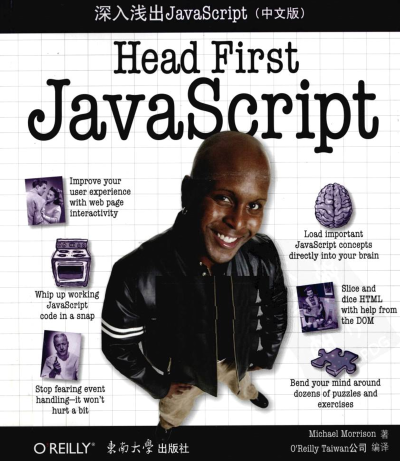 深入浅出JavaScript（中文版）
Head First
JavaScript
Improve your
user experience
with web page
interactivity
Load important
JavaScript concepts
directly into your brain
Whip up working
JavaScript
code in a snap
Slice and
dice HTML
with help from
the DOM
Stop fearing event
handling—it won't
hurt a bit
Bend your mind around
dozens of puzzles and
exercises
Michael Morrison 著
O'REILLY® 東南大學出版社
O'Reilly Taiwan公司 编译